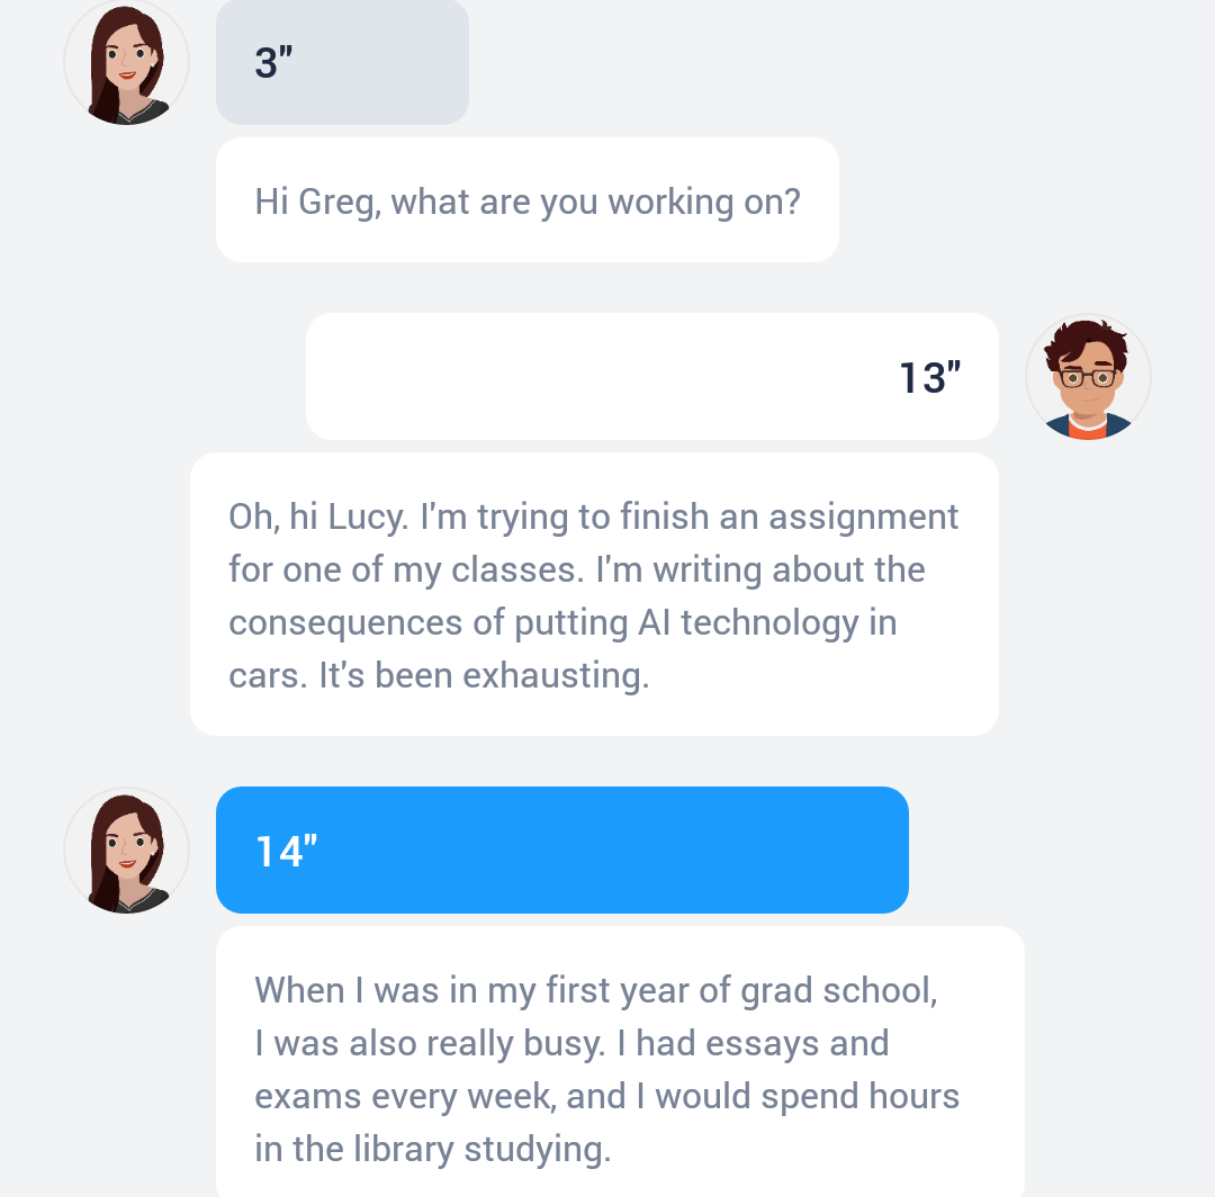 3"
Hi Greg, what are you working on?
13"
Oh, hi Lucy. I'm trying to finish an assignment
for one of my classes. I'm writing about the
consequences of putting AI technology in
cars. It's been exhausting.
14"
When I was in my first year of grad school,
I was also really busy. I had essays and
exams every week, and I would spend hours
in the library studying.